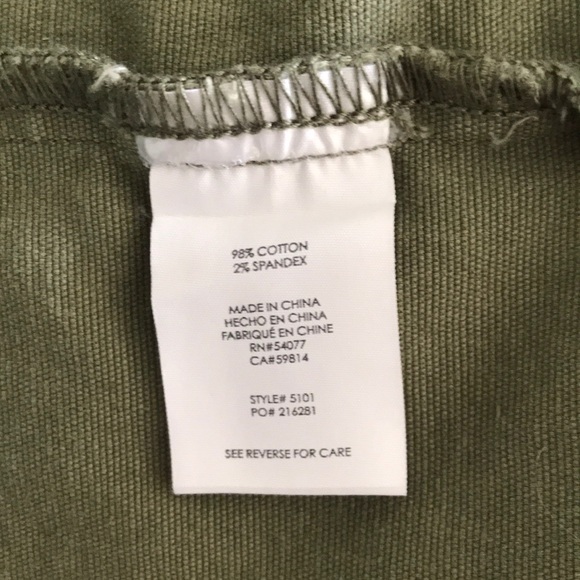 98% COTTON
2% SPANDEX
MADE IN CHINA
HECHO EN CHINA
FABRIQUÉ EN CHINE
RN#54077
CA#59814
STYLE# 5101
PO# 216281
SEE REVERSE FOR CARE